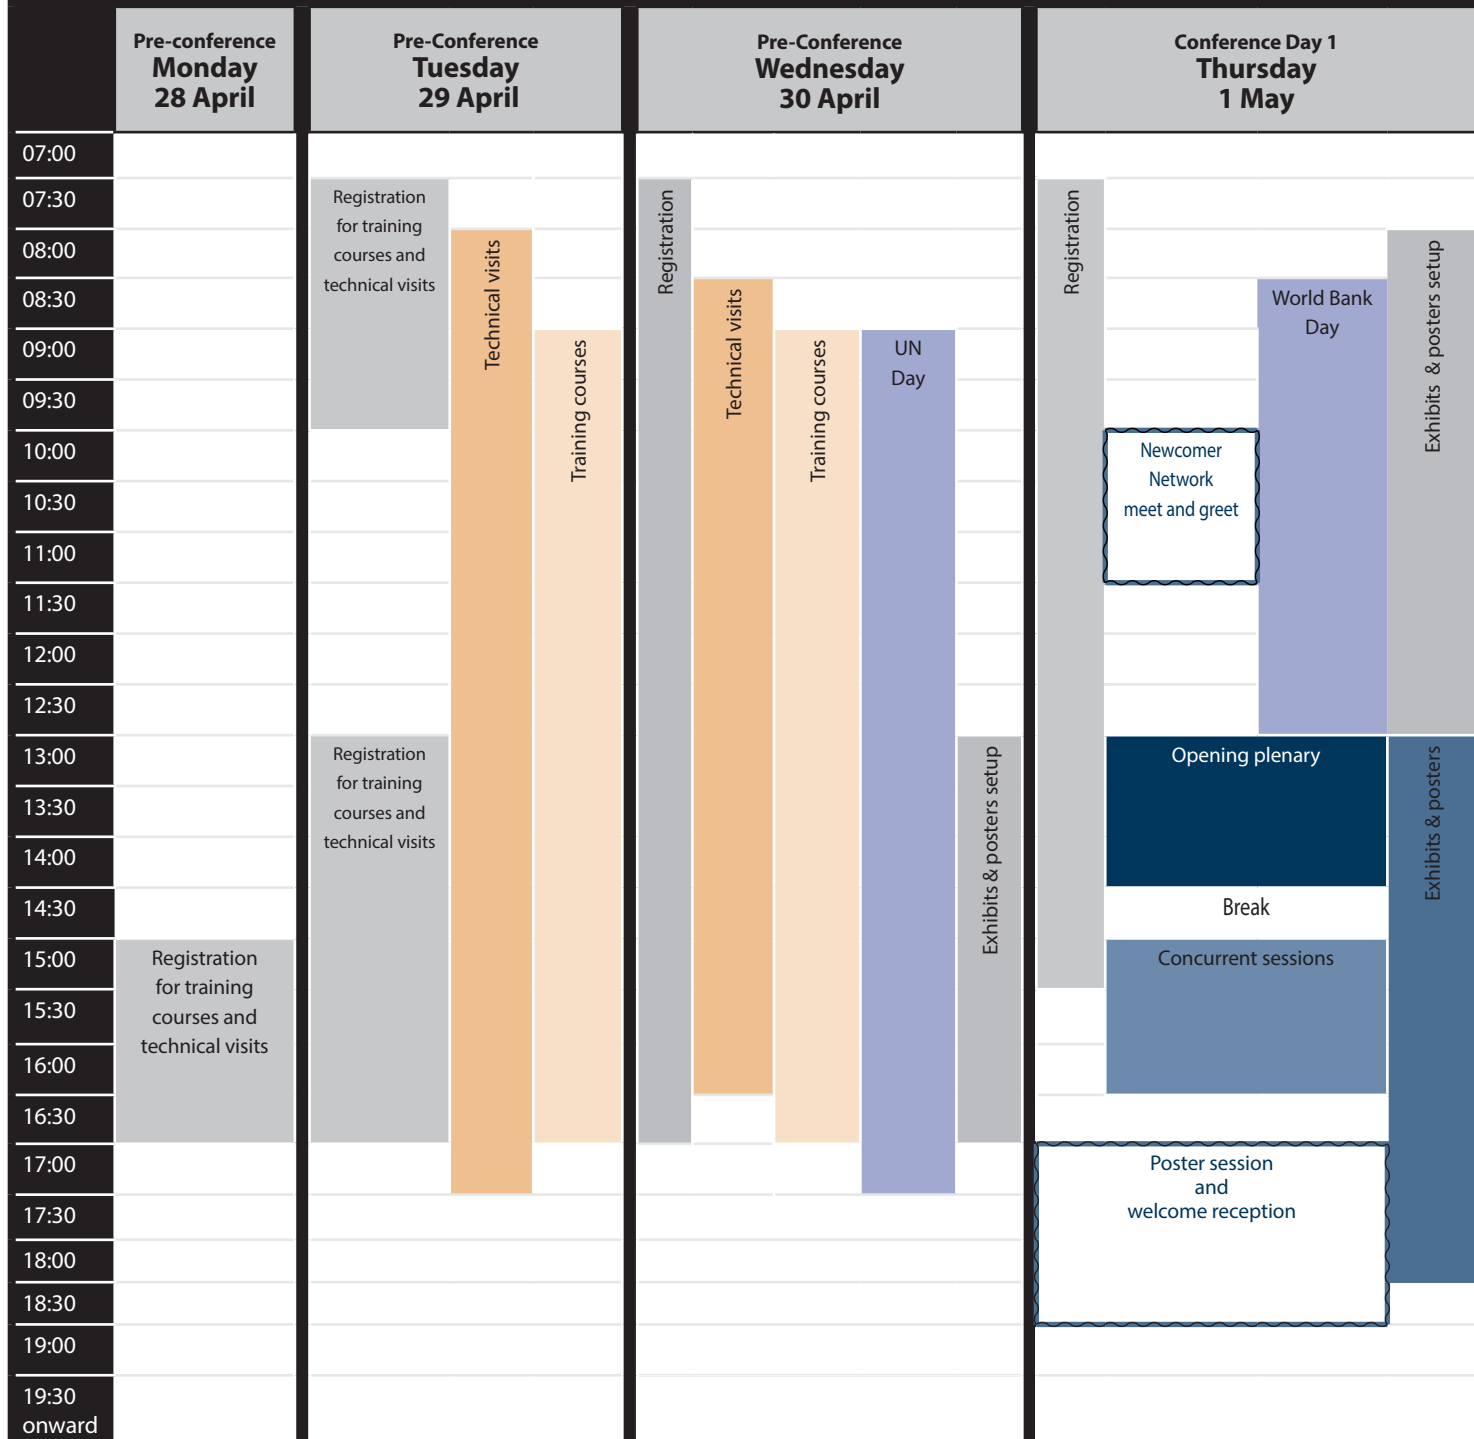 Pre-conference
Monday
28 April
Pre-Conference
Tuesday
29 April
Pre-Conference
Wednesday
30 April
Conference Day 1
Thursday
1 May
07:00
07:30
08:00
08:30
09:00
09:30
10:00
10:30
11:00
11:30
12:00
12:30
13:00
13:30
14:00
14:30
15:00
15:30
16:00
16:30
17:00
17:30
18:00
18:30
19:00
19:30
onward
Registration
for training
courses and
technical visits
Registration
for training
courses and
technical visits
Registration
for training
courses and
technical visits
Technical visits
Training courses
Registration
Technical visits
Training courses
UN
Day
Exhibits & posters setup
Registration
Newcomer
Network
meet and greet
World Bank
Day
Exhibits & posters setup
Opening plenary
Break
Concurrent sessions
Exhibits & posters
Poster session
and
welcome reception